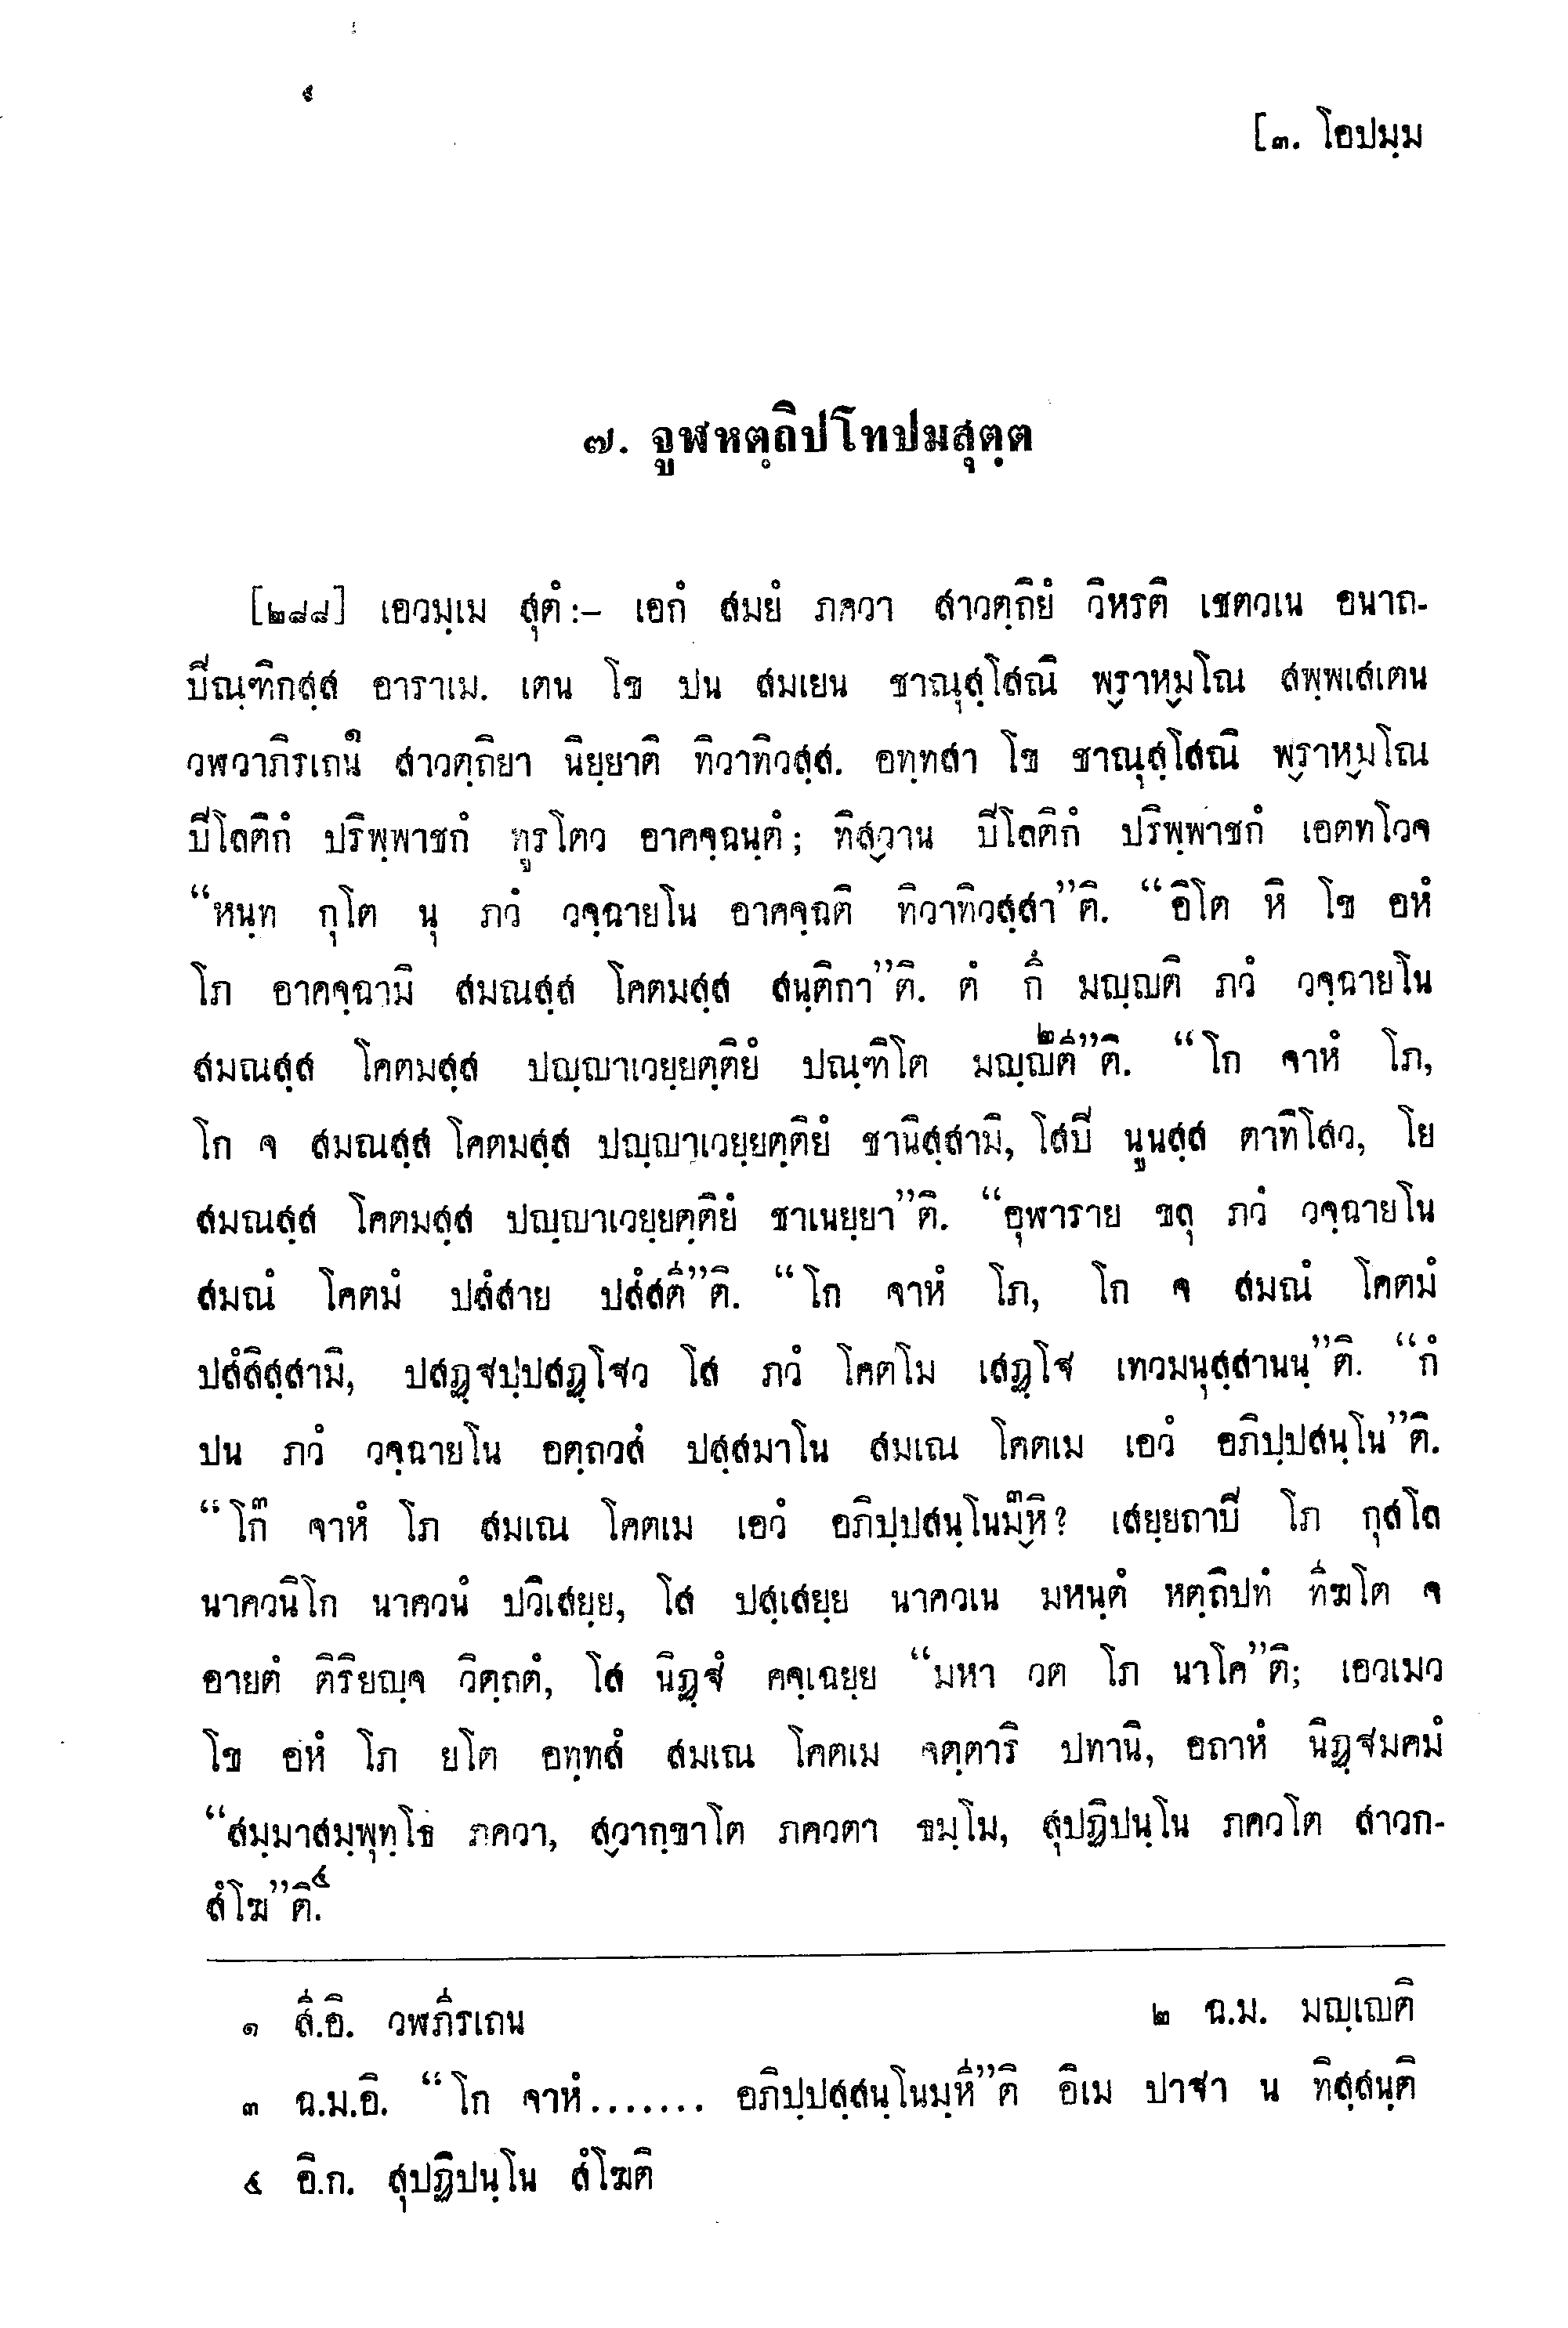 [๓. โอปมฺม
๗. จูฬหตฺถิปโทปมสุตฺต
[๒๘๘] เอวมฺเม สุตํ :– เอกํ สมยํ ภควา สาวตฺถิยํ วิหรติ เชตวเน อนาถ-
ปิณฺฑิกสฺส อาราเม. เตน โข ปน สมเยน ชาณุสฺโสณิ พฺราหฺมโณ สพฺพเสเตน
วฬวาภิรเถน๑ สาวตฺถิยา นิยฺยาติ ทิวาทิวสฺส. อทฺทสา โข ชาณุสฺโสณิ พฺราหฺมโณ
ปิโลติกํ ปริพฺพาชกํ ทูรโตว อาคจฺฉนฺตํ; ทิสฺวาน ปิโลติกํ ปริพฺพาชกํ เอตทโวจ
“หนฺท กุโต นุ ภวํ วจฺฉายโน อาคจฺฉติ ทิวาทิวสฺสา”ติ. “อิโต หิ โข อหํ
โภ อาคจฺฉามิ สมณสฺส โคตมสฺส สนฺติกา”ติ. ตํ กึ มญฺญติ ภวํ วจฺฉายโน
สมณสฺส โคตมสฺส ปญฺญาเวยฺยตฺติยํ ปณฺฑิโต มญฺญํ๒ตี”ติ. “โก จาหํ โภ,
โก จ สมณสฺส โคตมสฺส ปญฺญาเวยฺยตฺติยํ ชานิสฺสามิ, โสปิ นูนสฺส ตาทิโสว, โย
สมณสฺส โคตมสฺส ปญฺญาเวยฺยตฺติยํ ชาเนยฺยา”ติ. “อุฬาราย ขลุ ภวํ วจฺฉายโน
สมณํ โคตมํ ปสํสาย ปสํสตี”ติ. “โก จาหํ โภ, โก จ สมณํ โคตมํ
ปสํสิสฺสามิ, ปสฏฺฐปฺปสฏฺโฐว โส ภวํ โคตโม เสฏฺโฐ เทวมนุสฺสานนฺ”ติ. “กํ
ปน ภวํ วจฺฉายโน อตฺถวสํ ปสฺสมาโน สมเณ โคตเม เอวํ อภิปฺปสนฺโน”ติ.
“โก๓ จาหํ โภ สมเณ โคตเม เอวํ อภิปฺปสนฺโนมฺ๓หิ? เสยฺยถาปิ โภ กุสโล
นาควนิโก นาควนํ ปวิเสยฺย, โส ปสฺเสยฺย นาควเน มหนฺตํ หตฺถิปทํ ทีฆโต จ
อายตํ ติริยญฺจ วิตฺถตํ, โส นิฏฺฐํ คจฺเฉยฺย “มหา วต โภ นาโค”ติ; เอวเมว
โข อหํ โภ ยโต อทฺทสํ สมเณ โคตเม จตฺตาริ ปทานิ, อถาหํ นิฏฺฐมคมํ
“สมฺมาสมฺพุทฺโธ ภควา, สฺวากฺขาโต ภควตา ธมฺโม, สุปฏิปนฺโน ภควโต สาวก-
สํโฆ”ติ.๔
๑ สี.อิ. วฬภีรเถน ๒ ฉ.ม. มญฺเญติ
๓ ฉ.ม.อิ. “โก จาหํ....... อภิปฺปสฺสนฺโนมฺหี”ติ อิเม ปาฐา น ทิสฺสนฺติ
๔ อิ.ก. สุปฏิปนฺโน สํโฆติ